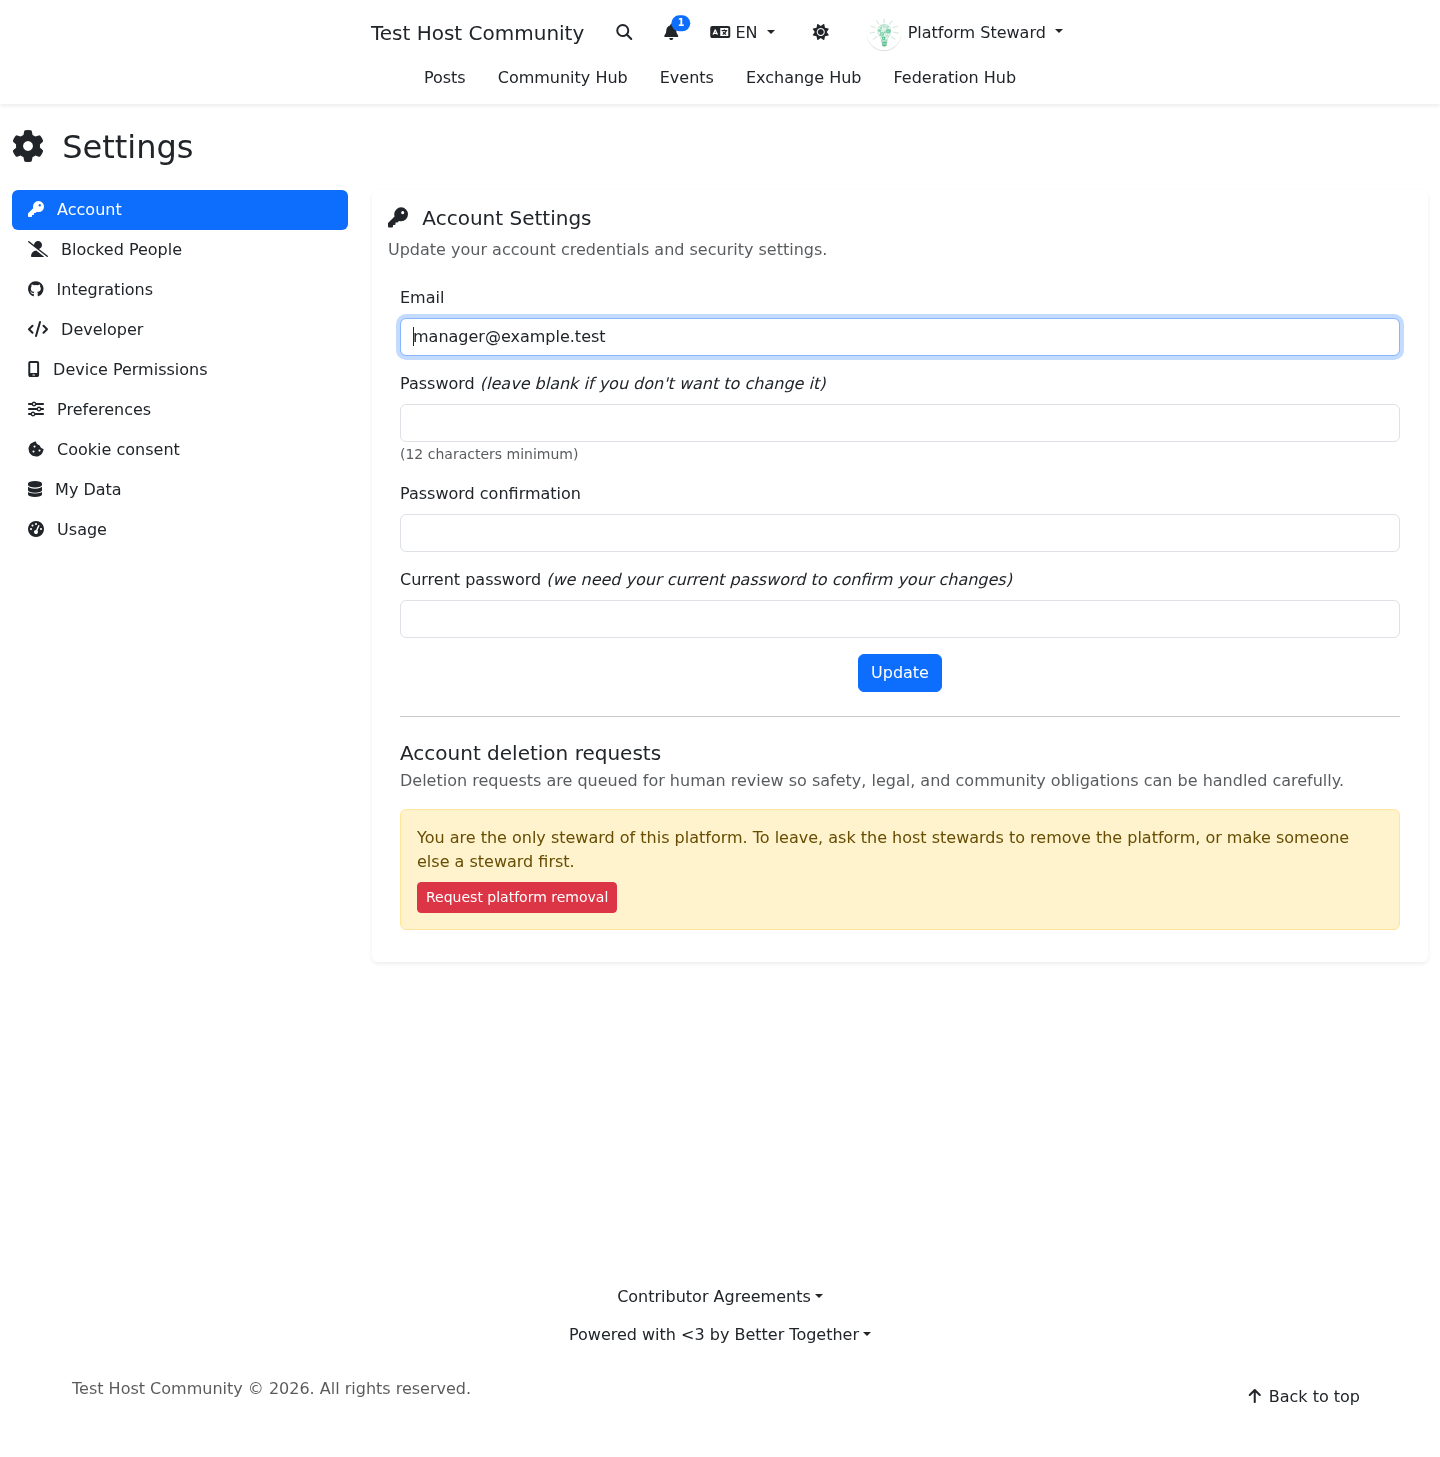 Test Host Community
1
EN
Platform Steward
Posts
Community Hub
Events
Exchange Hub
Federation Hub
Settings
Account
Blocked People
Integrations
Developer
Device Permissions
Preferences
Cookie consent
My Data
Usage
Account Settings
Update your account credentials and security settings.
Email
manager@example.test
Password (leave blank if you don't want to change it)
(12 characters minimum)
Password confirmation
Current password (we need your current password to confirm your changes)
Update
Account deletion requests
Deletion requests are queued for human review so safety, legal, and community obligations can be handled carefully.
You are the only steward of this platform. To leave, ask the host stewards to remove the platform, or make someone
else a steward first.
Request platform removal
Contributor Agreements
Powered with <3 by Better Together
Test Host Community © 2026. All rights reserved.
Back to top